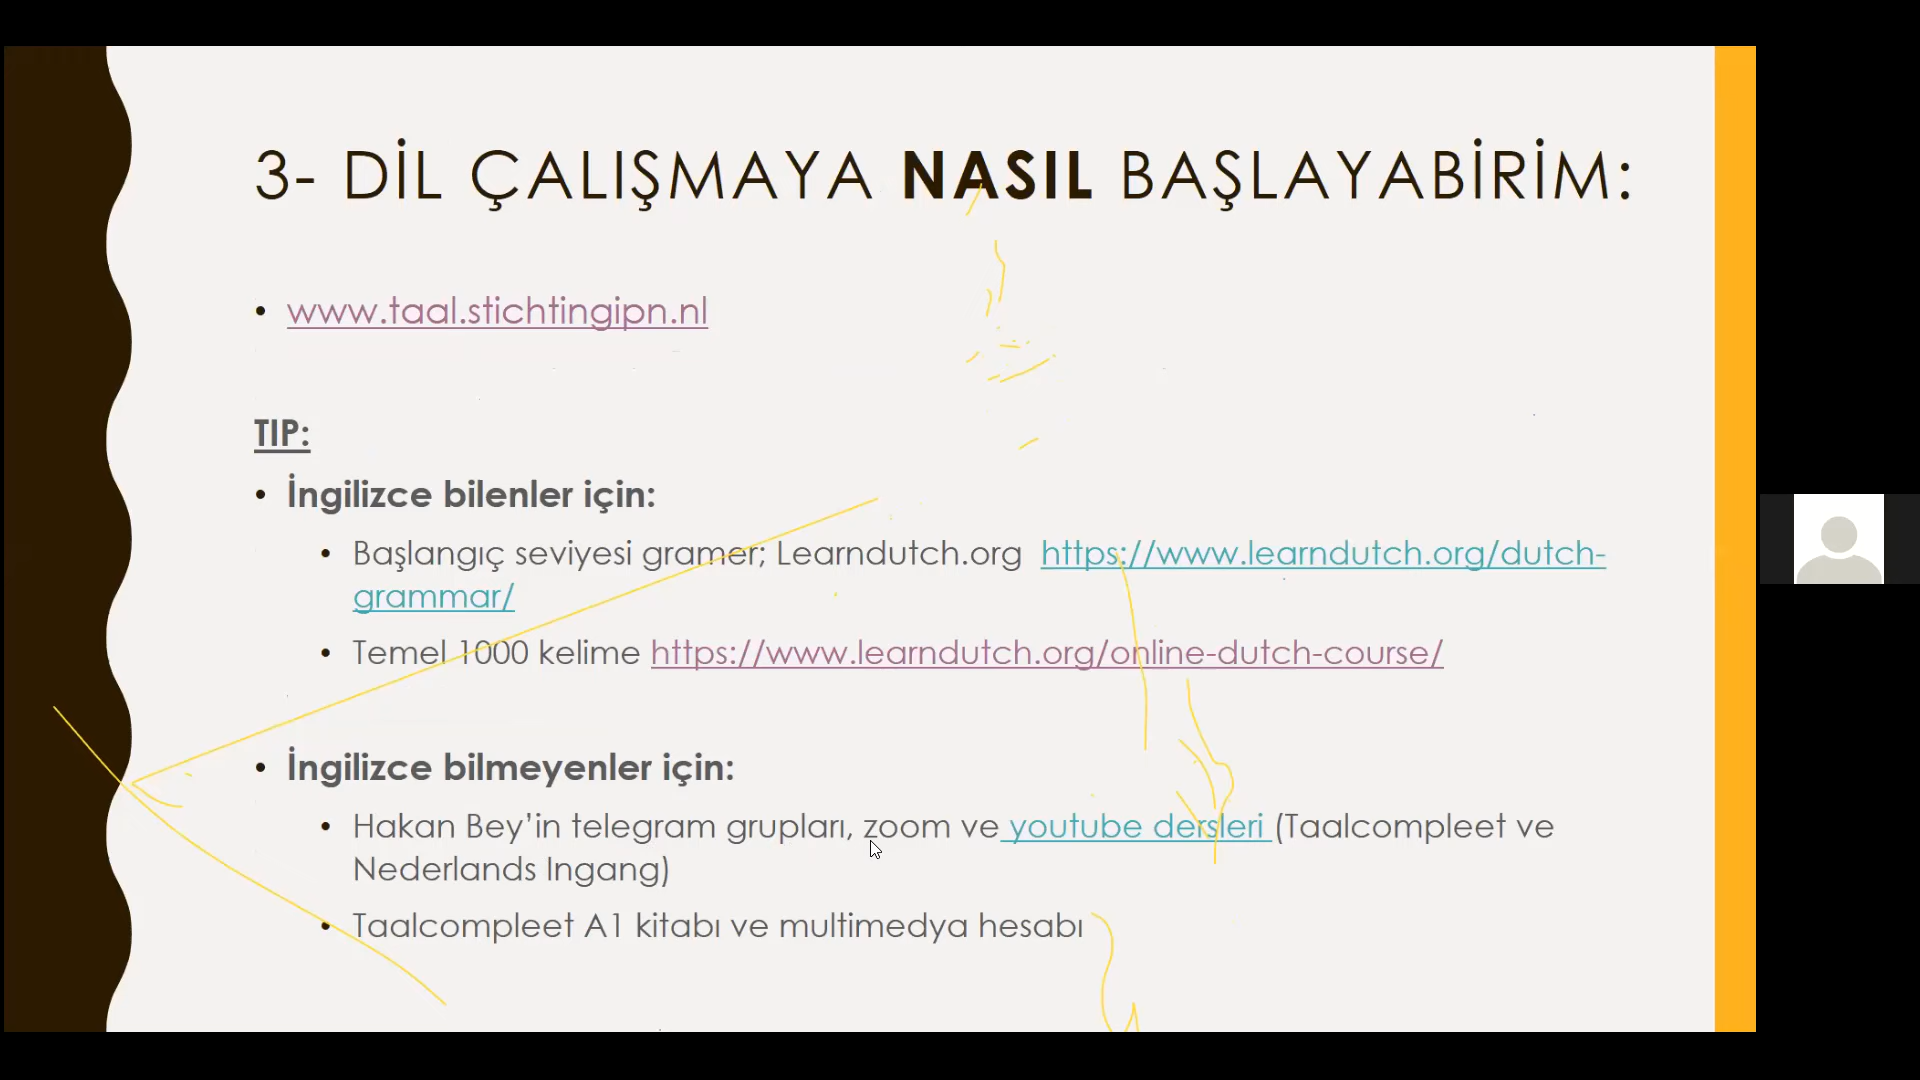 3- DİL ÇALIŞMAYA NASIL BAŞLAYABİRİM:
• www.taal.stichtingipn.nl
TIP:
• İngilizce bilenler için:
• Başlangıç seviyesi gramer; Learndutch.org https://www.learndutch.org/dutch-
grammar/
• Temel 1000 kelime https://www.learndutch.org/online-dutch-course/
• İngilizce bilmeyenler için:
• Hakan Bey’in telegram grupları, zoom ve youtube dersleri (Taalcompleet ve
Nederlands Ingang)
• Taalcompleet A1 kitabı ve multimedya hesabı